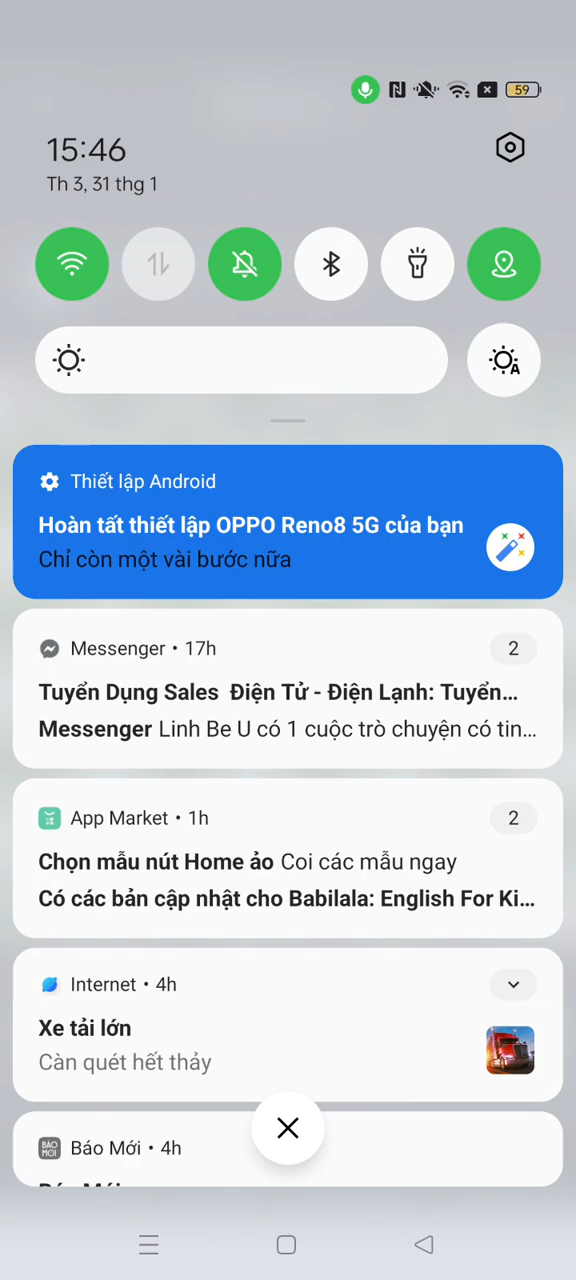 59
15:46
Th 3, 31 thg 1
A
Thiết lập Android
Hoàn tất thiết lập OPPO Reno8 5G của bạn
Chỉ còn một vài bước nữa
Messenger • 17h
2
Tuyển Dụng Sales  Điện Tử - Điện Lạnh: Tuyển...
Messenger Linh Be U có 1 cuộc trò chuyện có tin...
App Market • 1h
2
Chọn mẫu nút Home ảo Coi các mẫu ngay
Có các bản cập nhật cho Babilala: English For Ki...
Internet • 4h
Xe tải lớn
Càn quét hết thảy
BÁO MỚI
Báo Mới • 4h